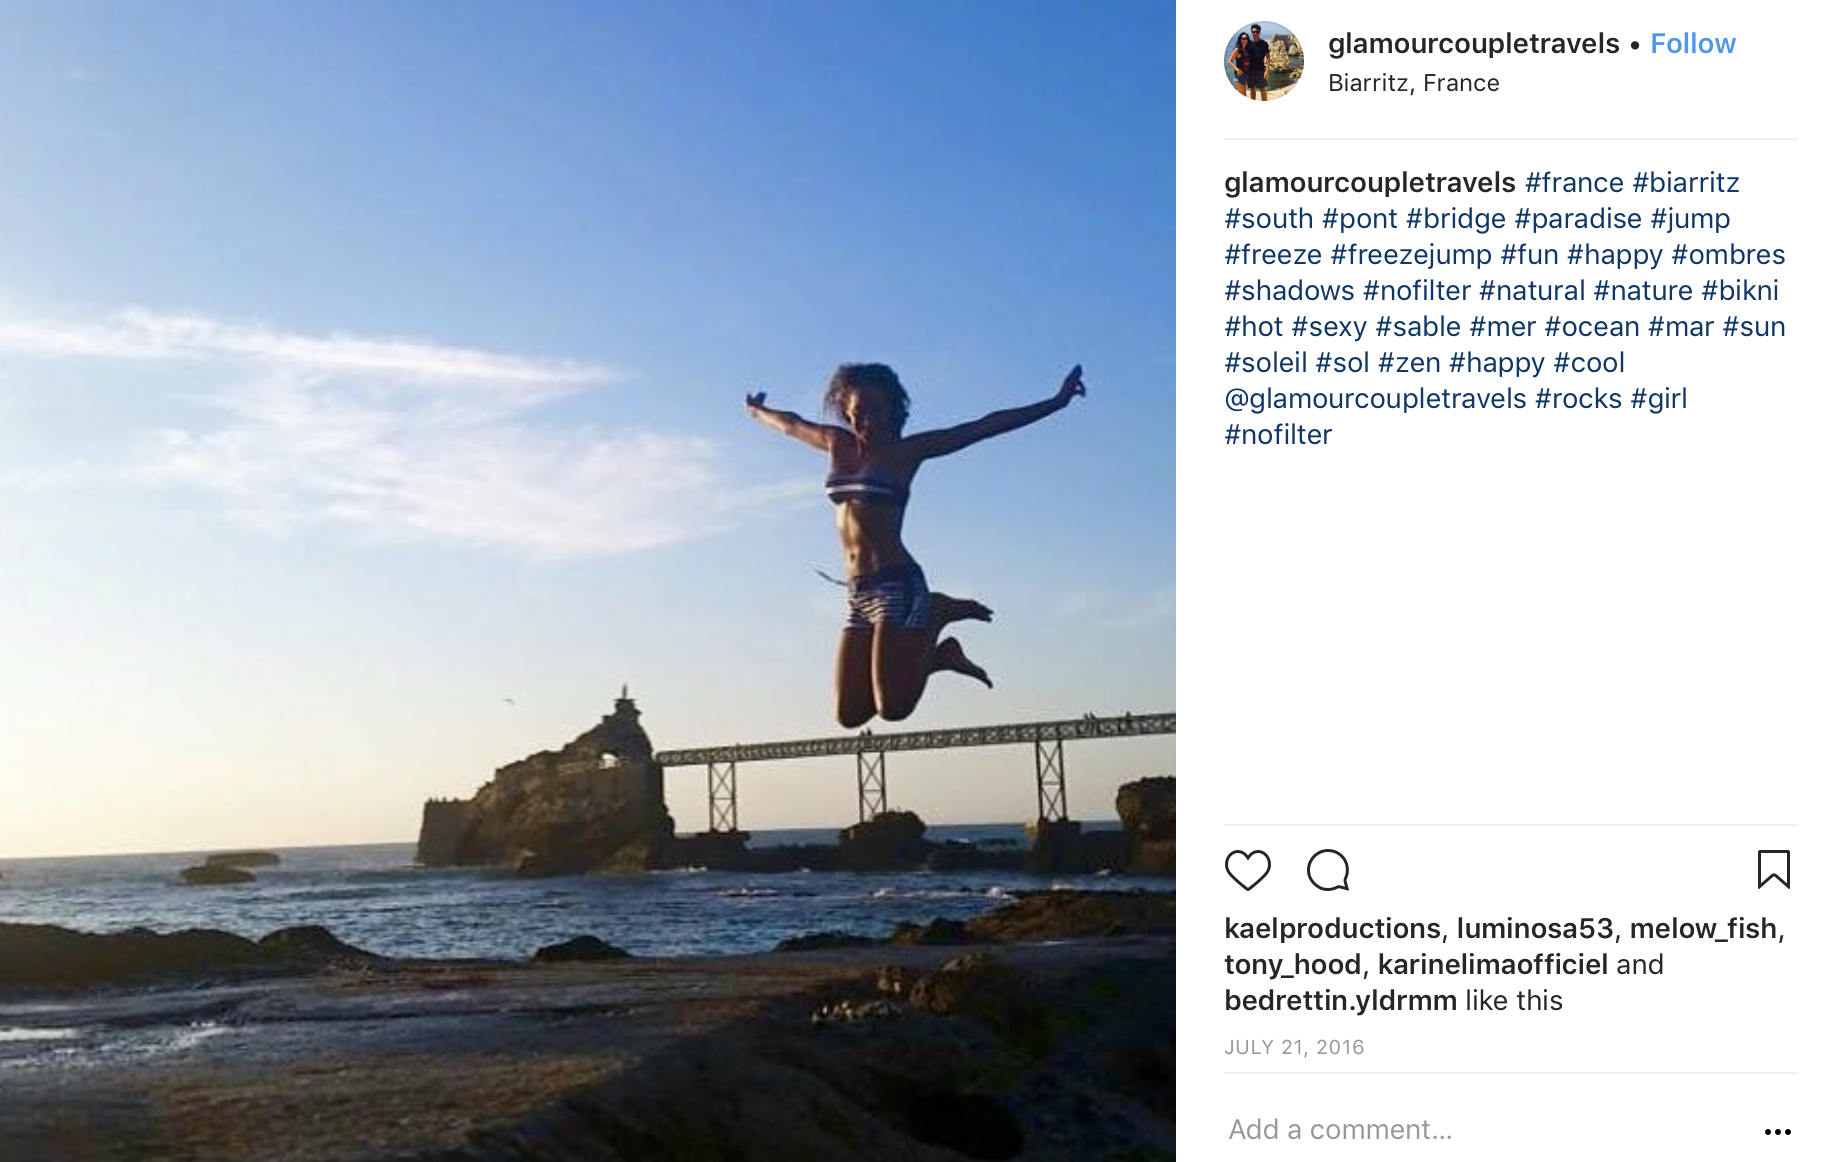 glamourcoupletravels • Follow
Biarritz, France
glamourcoupletravels #france #biarritz
#south #pont #bridge #paradise #jump
#freeze #freezejump #fun #happy #ombres
#shadows #nofilter #natural #nature #bikni
#hot #sexy #sable #mer #ocean #mar #sun
#soleil #sol #zen #happy #cool
@glamourcoupletravels #rocks #girl
#nofilter
kaelproductions, luminosa53, melow_fish,
tony_hood, karinelimaofficiel and
bedrettin.yldrmm like this
JULY 21, 2016
Add a comment...